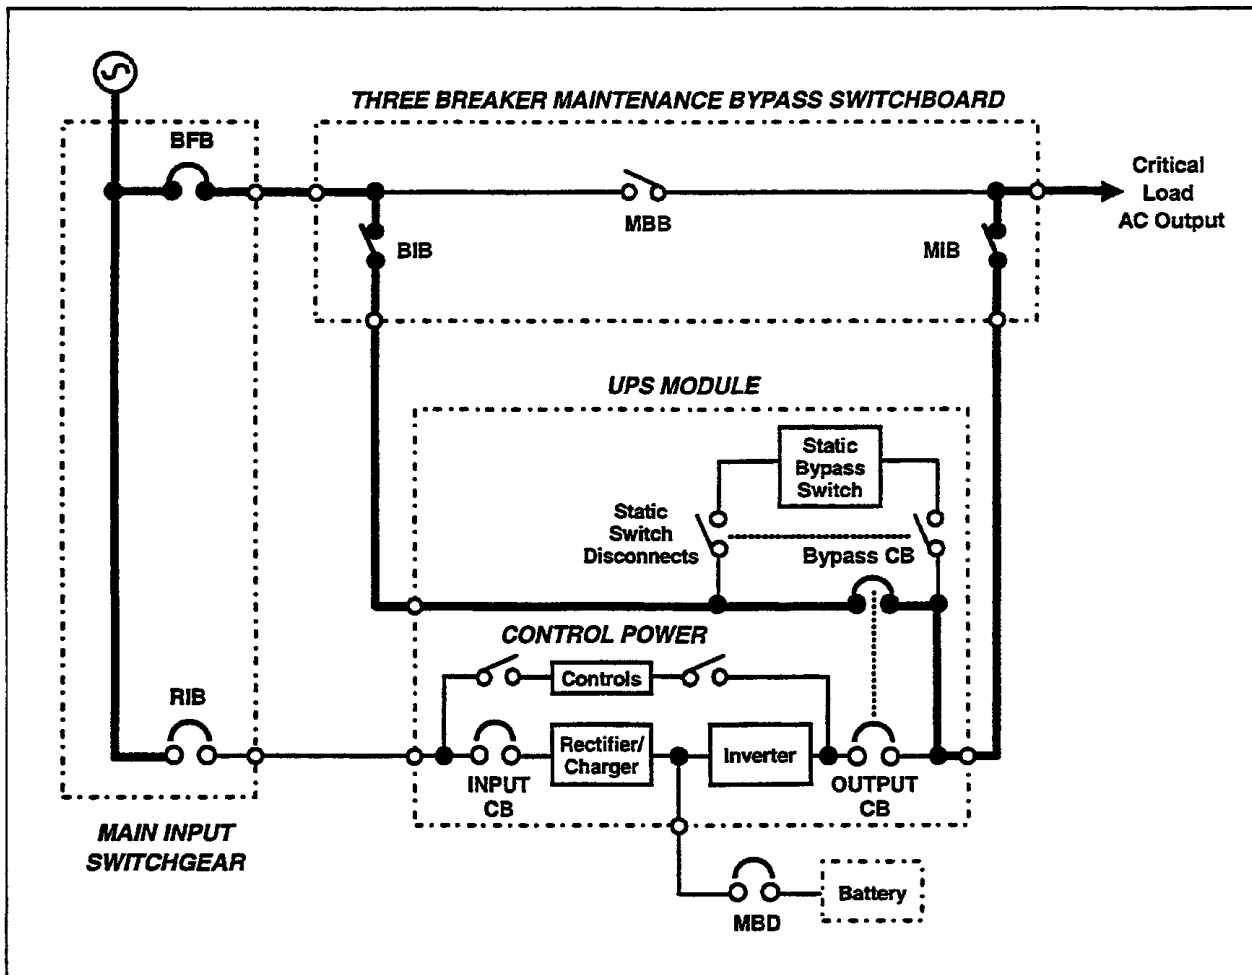 THREE BREAKER MAINTENANCE BYPASS SWITCHBOARD
BFB
MBB
BIB
MIB
Critical
Load
AC Output
UPS MODULE
Static
Bypass
Switch
Static
Switch
Disconnects
Bypass CB
CONTROL POWER
Controls
RIB
Rectifier/
Charger
Inverter
INPUT
CB
OUTPUT
CB
MAIN INPUT
SWITCHGEAR
Battery
MBD